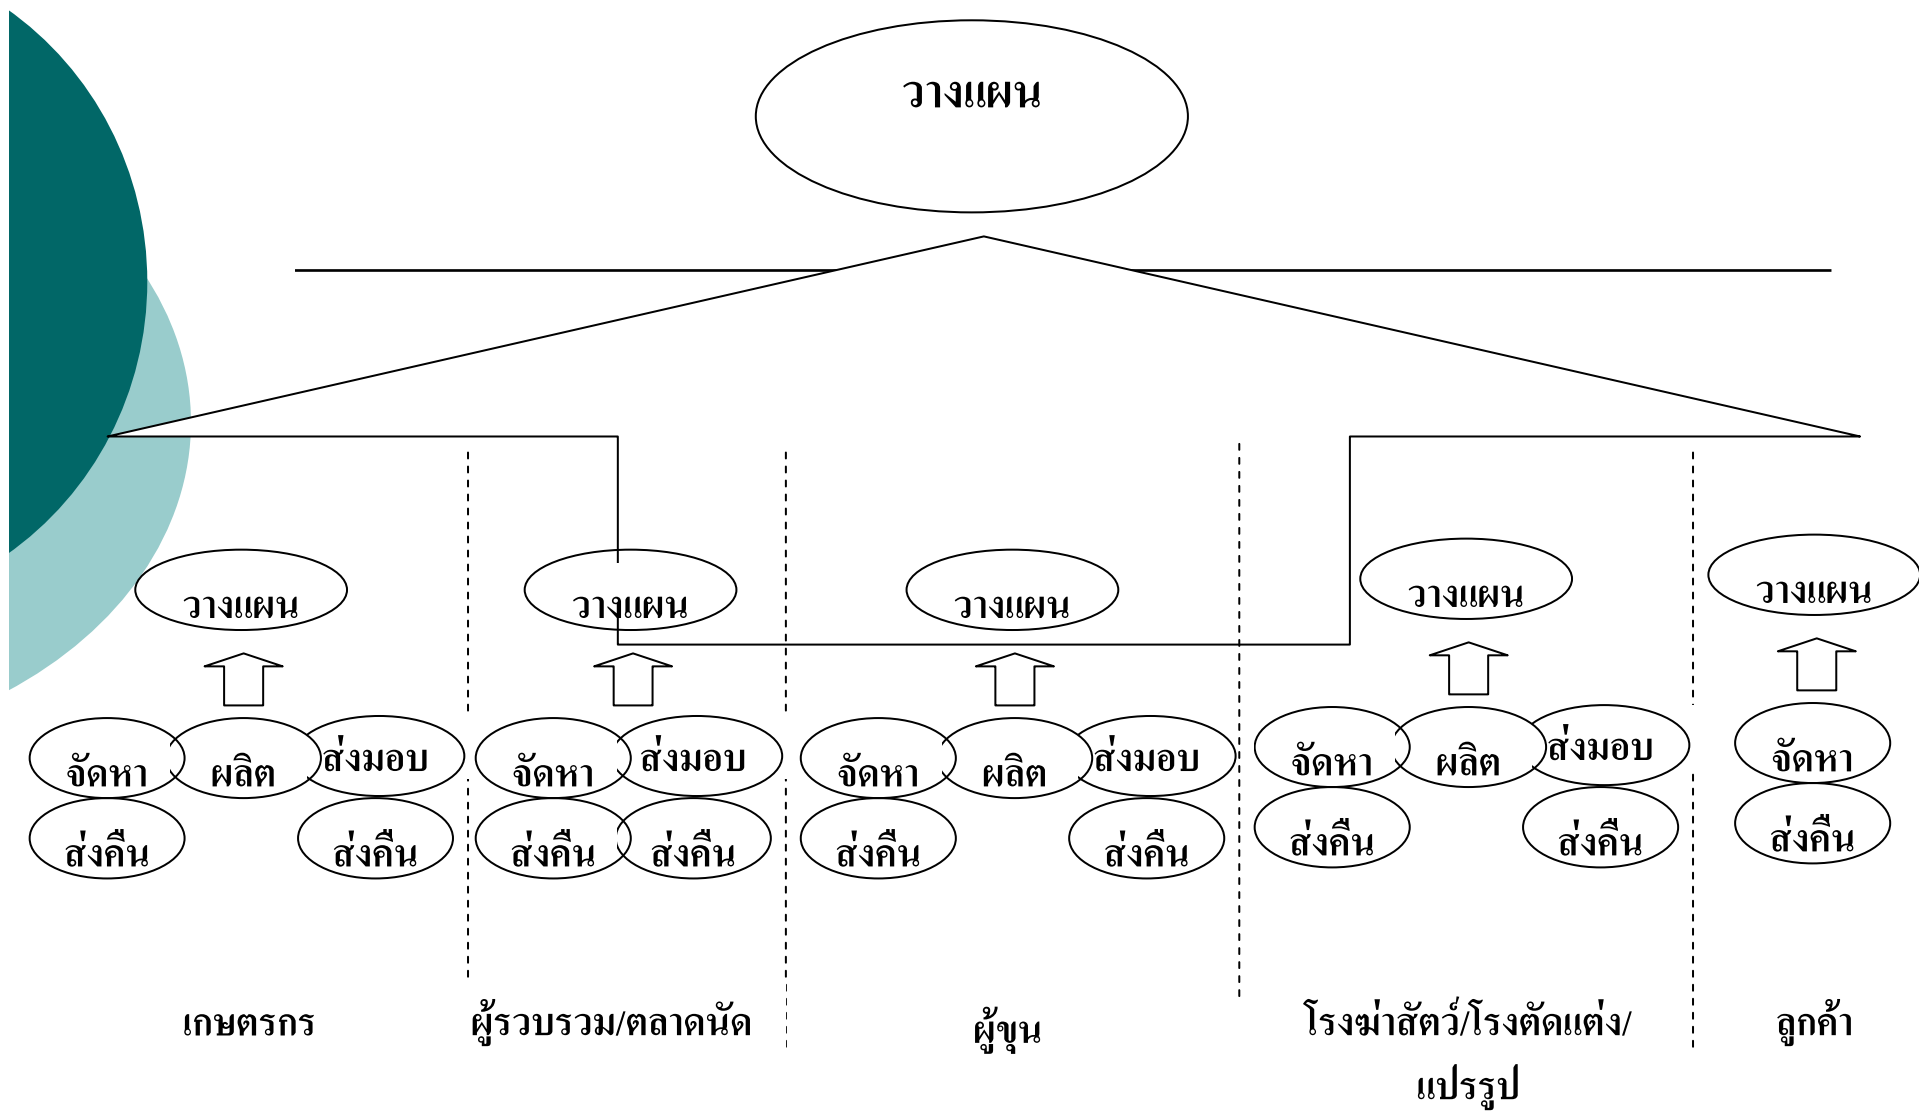 วางแผน
วางแผน วางแผน วางแผน วางแผน วางแผน
จัดหา ผลิต ส่งมอบ จัดหา ส่งมอบ จัดหา ผลิต ส่งมอบ จัดหา ผลิต ส่งมอบ จัดหา
ส่งคืน ส่งคืน ส่งคืน ส่งคืน ส่งคืน ส่งคืน ส่งคืน ส่งคืน ส่งคืน
เกษตรกร ผู้รวบรวม/ตลาดนัด ผู้ขุน โรงฆ่าสัตว์/โรงตัดแต่ง/ ลูกค้า
แปรรูป